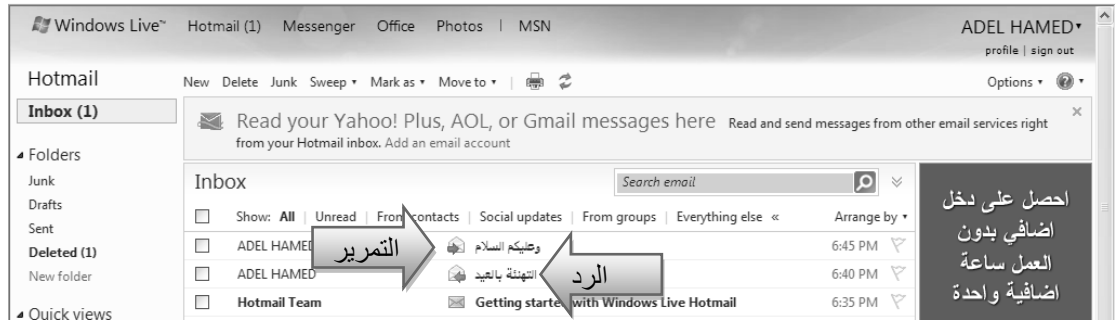 Windows Live™ Hotmail (1) Messenger Office Photos | MSN ADEL HAMED
profile | sign out
Hotmail New Delete Junk Sweep Mark as Move to | Options
Inbox (1)
Read your Yahoo! Plus, AOL, or Gmail messages here Read and send messages from other email services right
from your Hotmail inbox. Add an email account
Folders
Junk
Drafts
Sent
Deleted (1)
New folder
Quick views
Inbox Search email
Show: All | Unread | From contacts | Social updates | From groups | Everything else « Arrange by
ADEL HAMED وعليكم السلام 6:45 PM
التمرير
ADEL HAMED التهنئة بالعيد 6:40 PM
الرد
Hotmail Team Getting started with Windows Live Hotmail 6:35 PM
احصل على دخل
اضافي بدون
العمل ساعة
اضافية واحدة